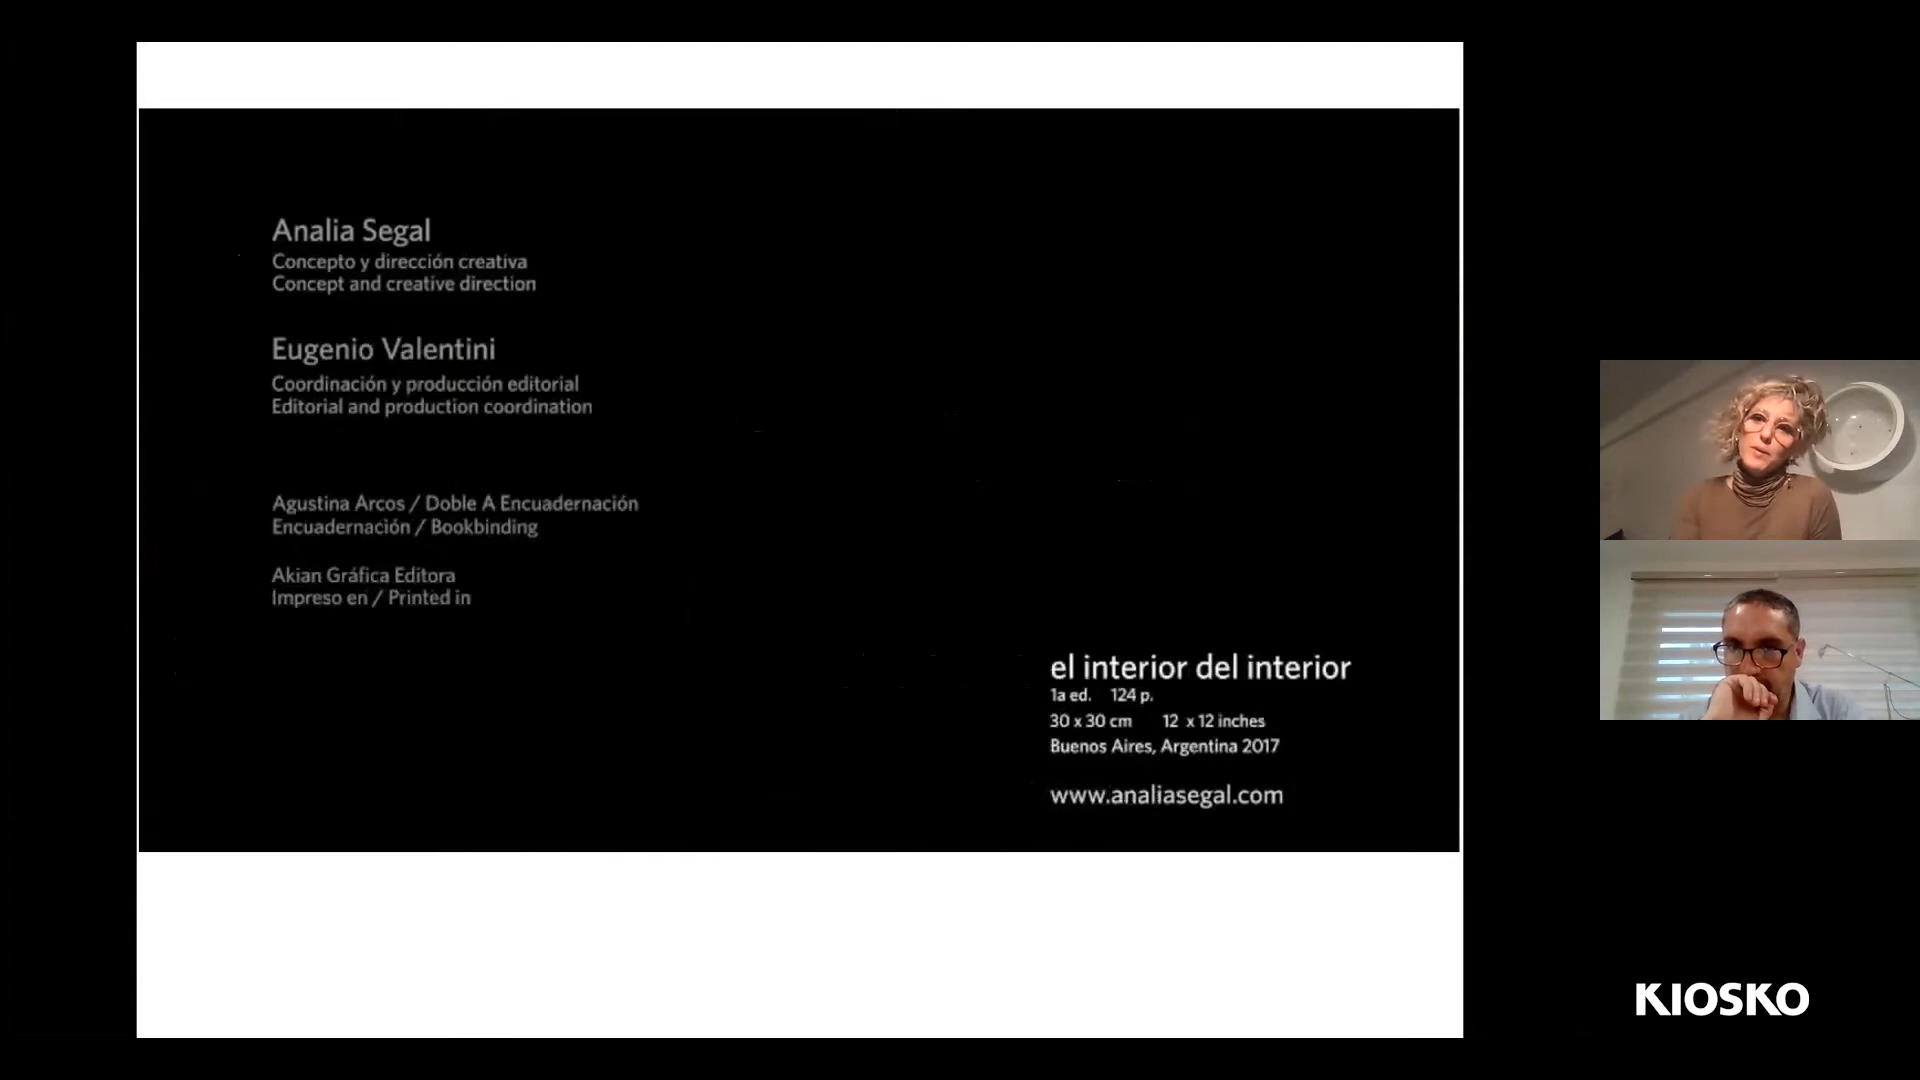 Analia Segal
Concepto y dirección creativa
Concept and creative direction
Eugenio Valentini
Coordinación y producción editorial
Editorial and production coordination
Agustina Arcos / Doble A Encuadernación
Encuadernación / Bookbinding
Akian Gráfica Editora
Impreso en / Printed in
el interior del interior
1a ed. 124 p.
30 x 30 cm 12 x 12 inches
Buenos Aires, Argentina 2017
www.analiasegal.com
KIOSKO